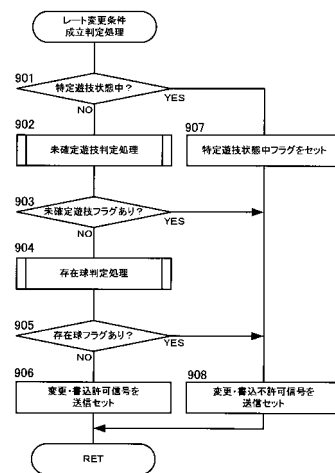 レート変更条件
成立判定処理
901
特定遊技状態中?
YES
NO
902
未確定遊技判定処理
907
特定遊技状態中フラグをセット
903
未確定遊技フラグあり?
YES
NO
904
存在球判定処理
905
存在球フラグあり?
YES
NO
906
変更・書込許可信号を
送信セット
908
変更・書込不許可信号を
送信セット
RET